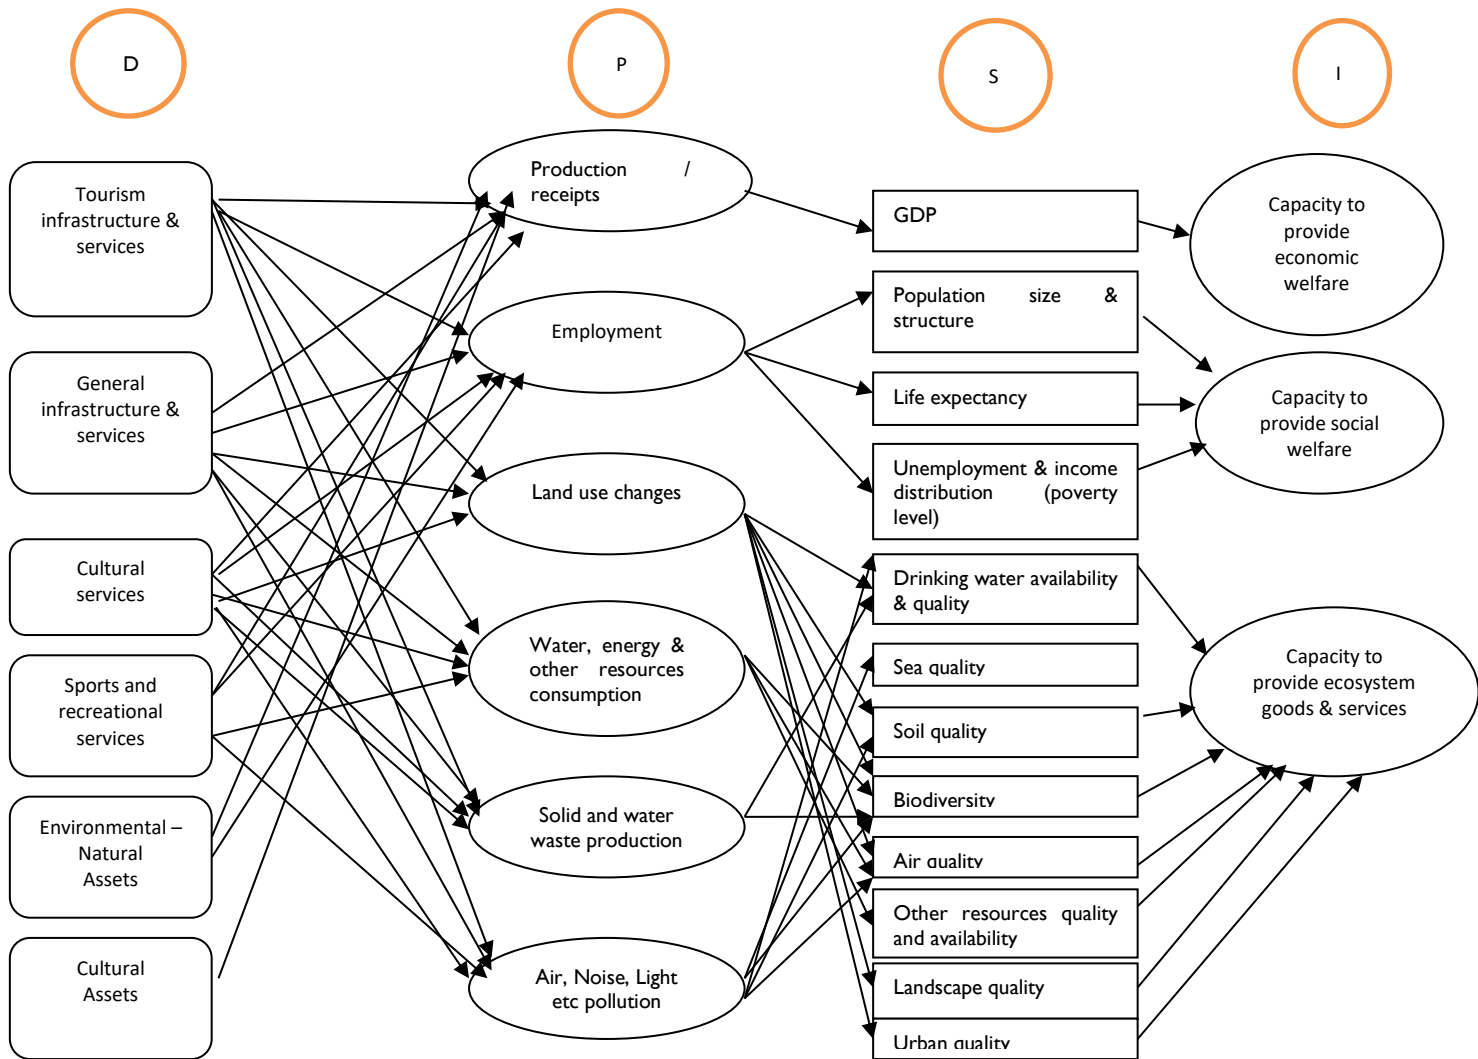 D
P
S
I
Tourism
infrastructure &
services
General
infrastructure &
services
Cultural
services
Sports and
recreational
services
Environmental –
Natural
Assets
Cultural
Assets
Production /
receipts
Employment
Land use changes
Water, energy &
other resources
consumption
Solid and water
waste production
Air, Noise, Light
etc pollution
GDP
Population size &
structure
Life expectancy
Unemployment & income
distribution (poverty
level)
Drinking water availability
& quality
Sea quality
Soil quality
Biodiversity
Air quality
Other resources quality
and availability
Landscape quality
Urban quality
Capacity to
provide
economic
welfare
Capacity to
provide social
welfare
Capacity to
provide ecosystem
goods & services